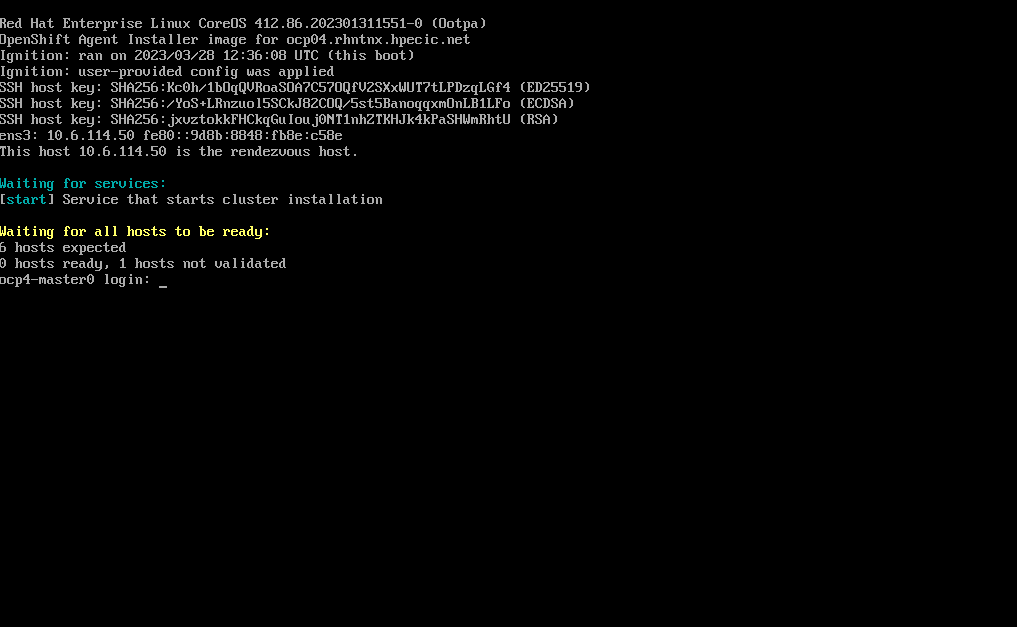 Red Hat Enterprise Linux CoreOS 412.86.202301311551-0 (Ootpa)
OpenShift Agent Installer image for ocp04.rhntnx.hpecic.net
Ignition: ran on 2023/03/28 12:36:08 UTC (this boot)
Ignition: user-provided config was applied
SSH host key: SHA256:Kc0h/1bOqQVRoaSOA7C57OQfV2SXxWUT7tLPDzqLGf4 (ED25519)
SSH host key: SHA256:/YoS+LRnzuol5SCkJ82COQ/5st5BanoqqxmOnLB1LFo (ECDSA)
SSH host key: SHA256:jxvztokkFHCkqGuIouj0NT1nhZTKHJk4kPaSHWmRhtU (RSA)
ens3: 10.6.114.50 fe80::9d8b:8848:fb8e:c58e
This host 10.6.114.50 is the rendezvous host.
Waiting for services:
[start] Service that starts cluster installation
Waiting for all hosts to be ready:
6 hosts expected
0 hosts ready, 1 hosts not validated
ocp4-master0 login: _